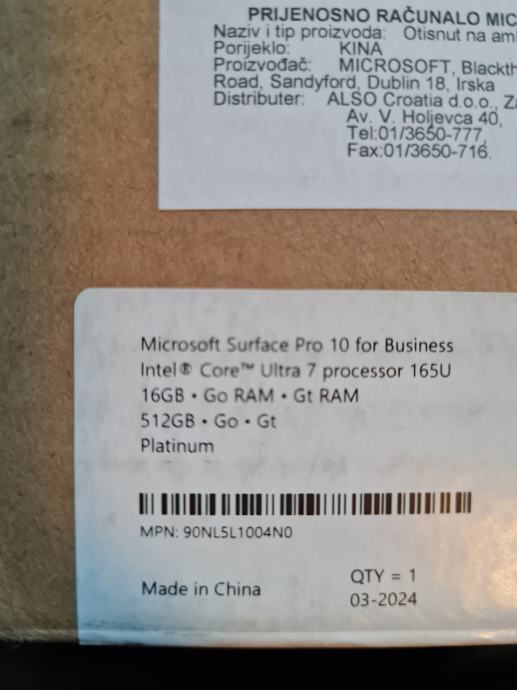 PRIJENOSNO RAČUNALO MIC
Naziv i tip proizvoda: Otisnut na am
Porijeklo: KINA
Proizvođač: MICROSOFT, Blackth
Road, Sandyford, Dublin 18, Irska
Distributer: ALSO Croatia d.o.o., Za
Av. V. Holjevca 40,
Tel:01/3650-777,
Fax:01/3650-716.
Microsoft Surface Pro 10 for Business
Intel® Core™ Ultra 7 processor 165U
16GB • Go RAM • Gt RAM
512GB • Go • Gt
Platinum
MPN: 90NL5L1004N0
Made in China
QTY = 1
03-2024